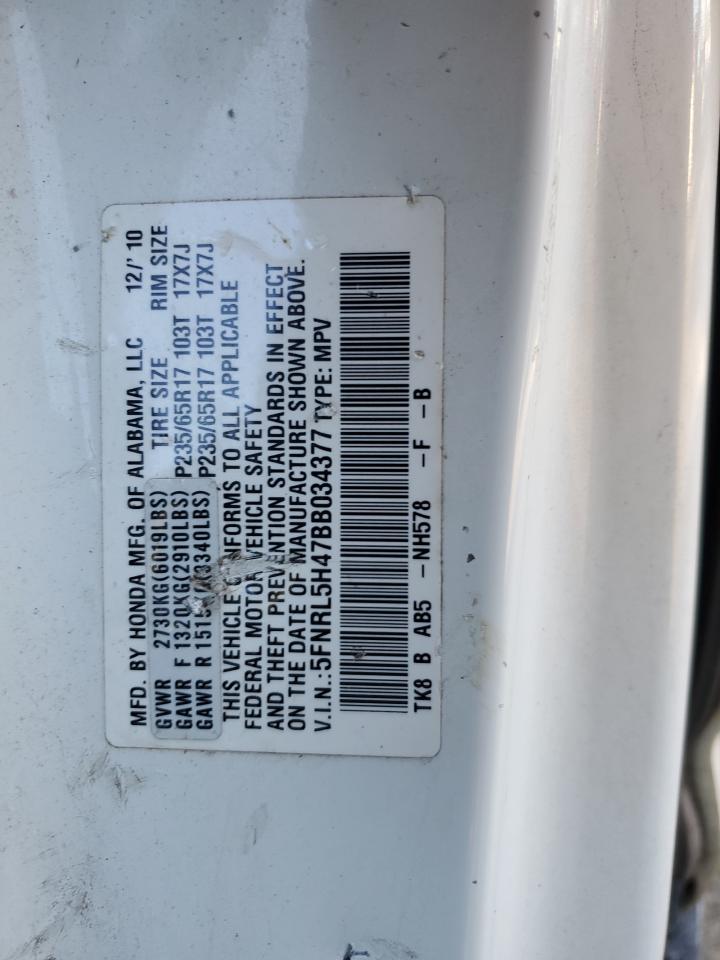 MFD. BY HONDA MFG. OF ALABAMA, LLC 12/'10
GVWR 2730KG(6019LBS) TIRE SIZE RIM SIZE
GAWR F 1320KG(2910LBS) P235/65R17 103T 17X7J
GAWR R 1515 3340LBS) P235/65R17 103T 17X7J
THIS VEHICLE CONFORMS TO ALL APPLICABLE
FEDERAL MOTOR VEHICLE SAFETY
AND THEFT PREVENTION STANDARDS IN EFFECT
ON THE DATE OF MANUFACTURE SHOWN ABOVE.
V.I.N.:5FNRL5H47BB034377 TYPE: MPV
TK8 B AB5 -NH578 -F -B